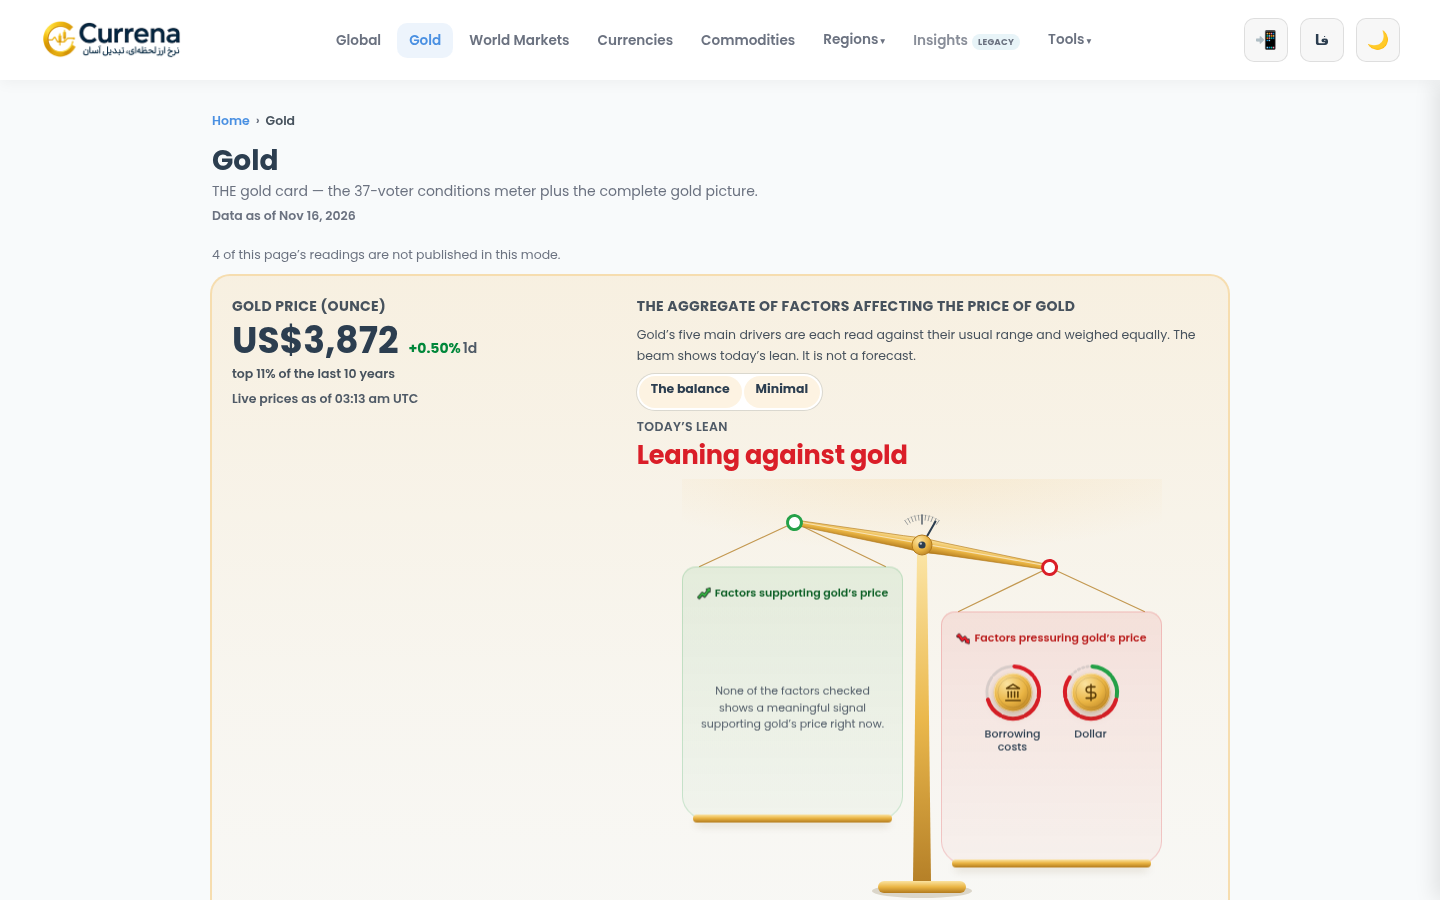 Currena
نرخ ارز لحظه‌ای، تبدیل آسان
Global
Gold
World Markets
Currencies
Commodities
Regions ▾
Insights LEGACY
Tools ▾
فا
Home › Gold
Gold
THE gold card — the 37-voter conditions meter plus the complete gold picture.
Data as of Nov 16, 2026
4 of this page’s readings are not published in this mode.
GOLD PRICE (OUNCE)
US$3,872 +0.50% 1d
top 11% of the last 10 years
Live prices as of 03:13 am UTC
THE AGGREGATE OF FACTORS AFFECTING THE PRICE OF GOLD
Gold’s five main drivers are each read against their usual range and weighed equally. The
beam shows today’s lean. It is not a forecast.
The balance
Minimal
TODAY’S LEAN
Leaning against gold
Factors supporting gold’s price
None of the factors checked
shows a meaningful signal
supporting gold’s price right now.
Factors pressuring gold’s price
$
Borrowing
costs
Dollar